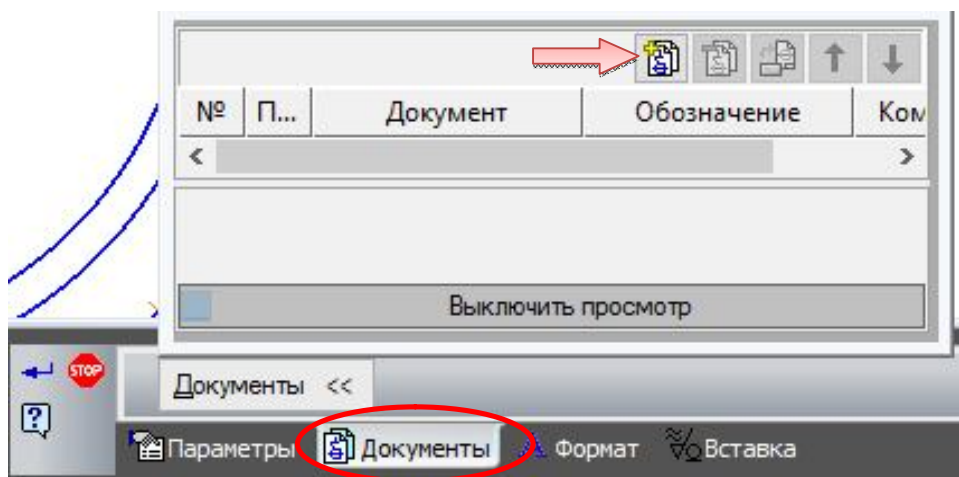 № П... Документ Обозначение Ком
Выключить просмотр
STOP
Документы <<
Параметры Документы Формат Вставка